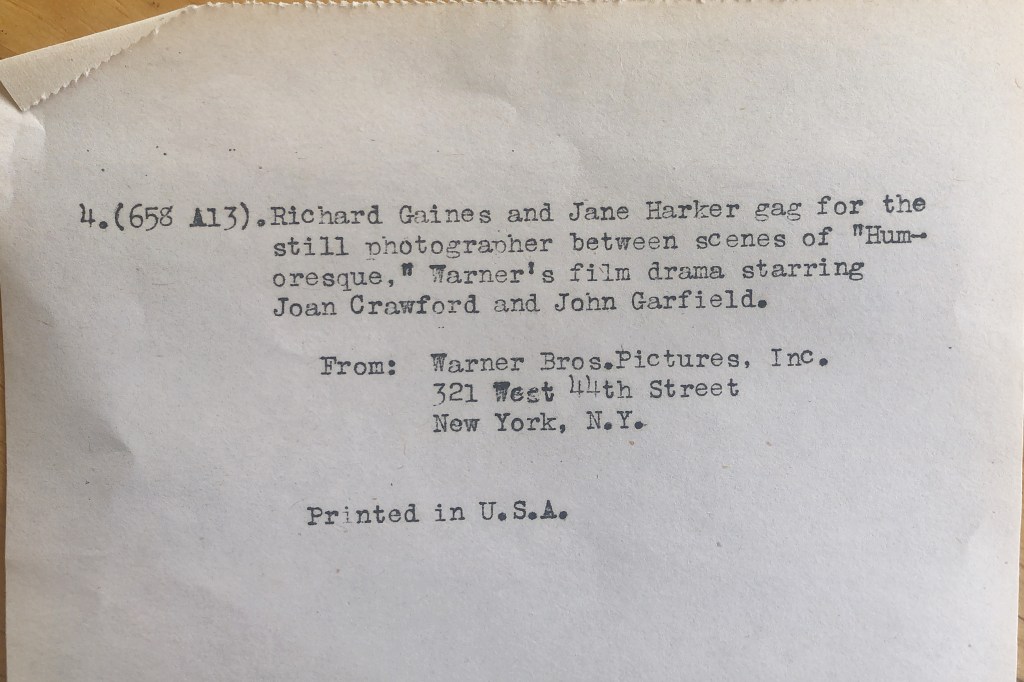 4.(658 A13).Richard Gaines and Jane Harker gag for the
still photographer between scenes of "Hum-
oresque," Warner's film drama starring
Joan Crawford and John Garfield.
From: Warner Bros.Pictures, Inc.
321 West 44th Street
New York, N.Y.
Printed in U.S.A.